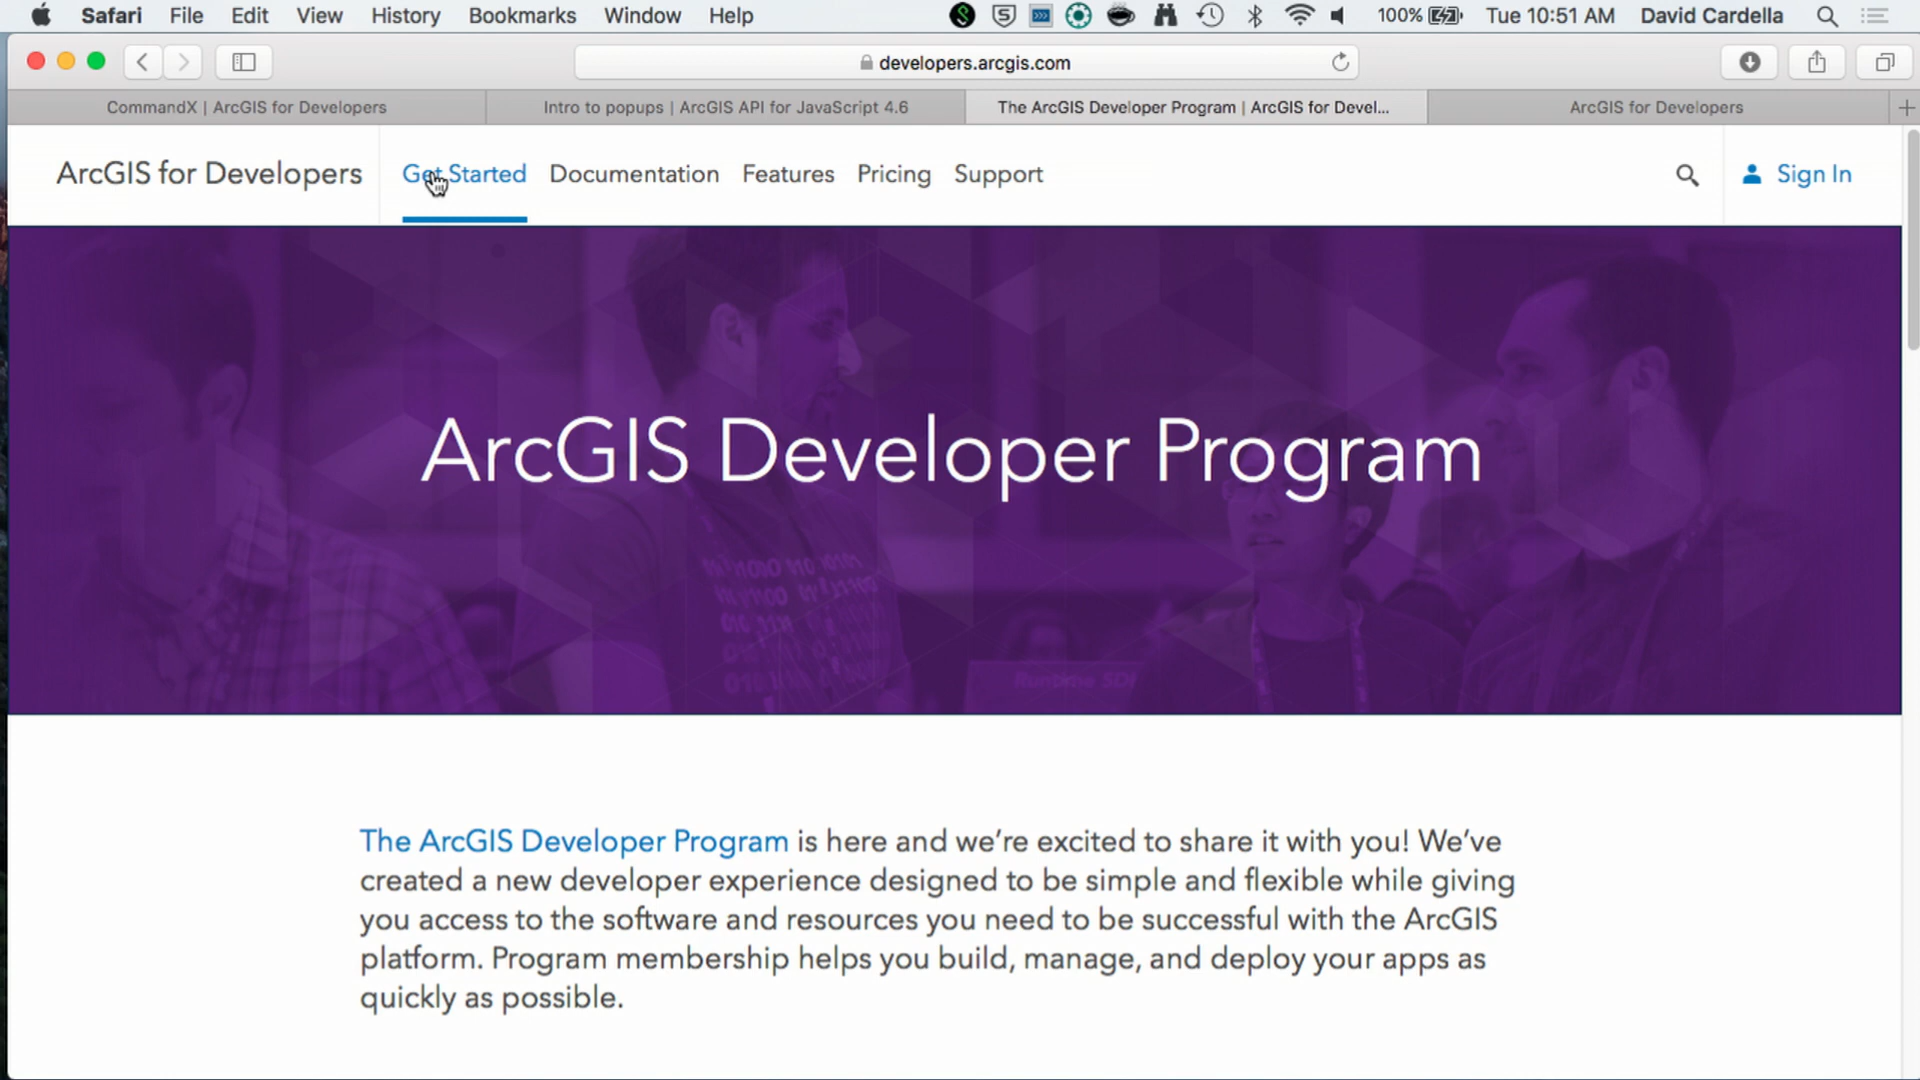 Safari File Edit View History Bookmarks Window Help 100% Tue 10:51 AM David Cardella
developers.arcgis.com
CommandX | ArcGIS for Developers Intro to popups | ArcGIS API for JavaScript 4.6 The ArcGIS Developer Program | ArcGIS for Devel... ArcGIS for Developers
ArcGIS for Developers Get Started Documentation Features Pricing Support Sign In
ArcGIS Developer Program
Runtime SDK
The ArcGIS Developer Program is here and we're excited to share it with you! We've
created a new developer experience designed to be simple and flexible while giving
you access to the software and resources you need to be successful with the ArcGIS
platform. Program membership helps you build, manage, and deploy your apps as
quickly as possible.